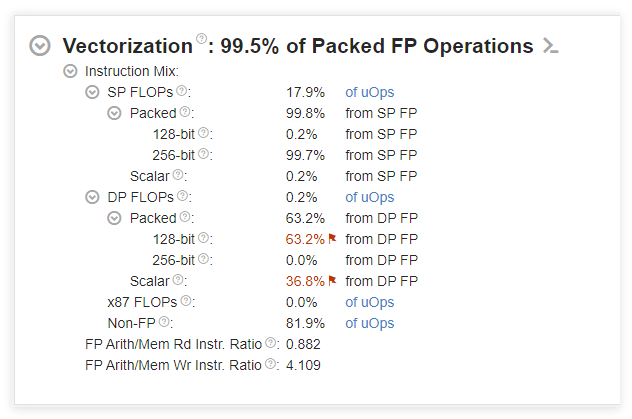 Vectorization ?: 99.5% of Packed FP Operations
Instruction Mix:
SP FLOPs ?: 17.9% of uOps
Packed ?: 99.8% from SP FP
128-bit ?: 0.2% from SP FP
256-bit ?: 99.7% from SP FP
Scalar ?: 0.2% from SP FP
DP FLOPs ?: 0.2% of uOps
Packed ?: 63.2% from DP FP
128-bit ?: 63.2% from DP FP
256-bit ?: 0.0% from DP FP
Scalar ?: 36.8% from DP FP
x87 FLOPs ?: 0.0% of uOps
Non-FP ?: 81.9% of uOps
FP Arith/Mem Rd Instr. Ratio ?: 0.882
FP Arith/Mem Wr Instr. Ratio ?: 4.109